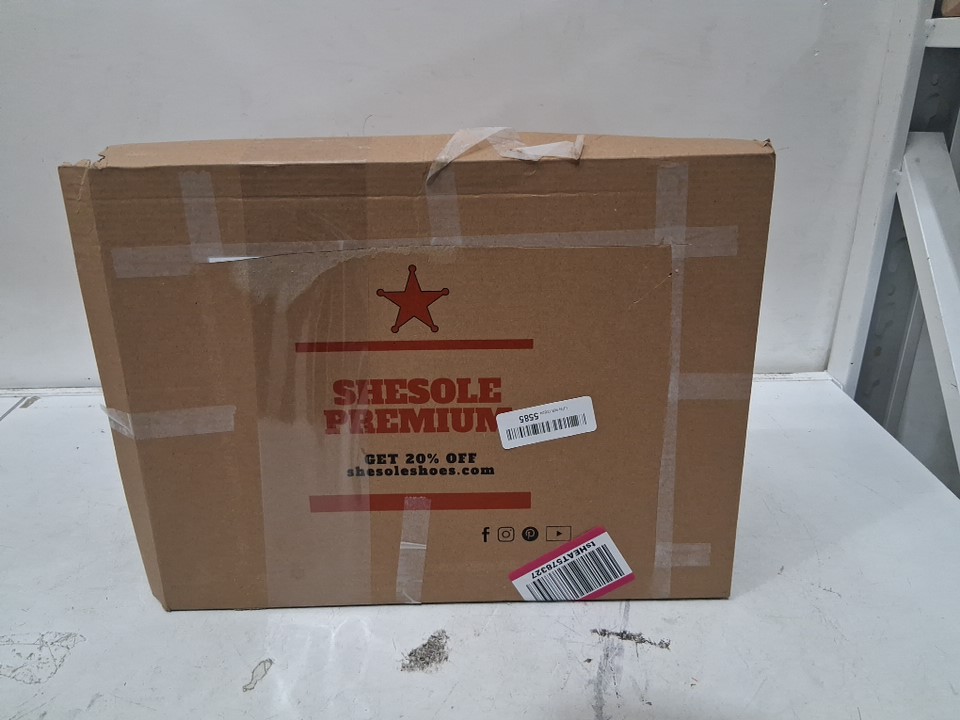 SHESOLE
PREMIUM
5585
GET 20% OFF
shesoleshoes.com
f